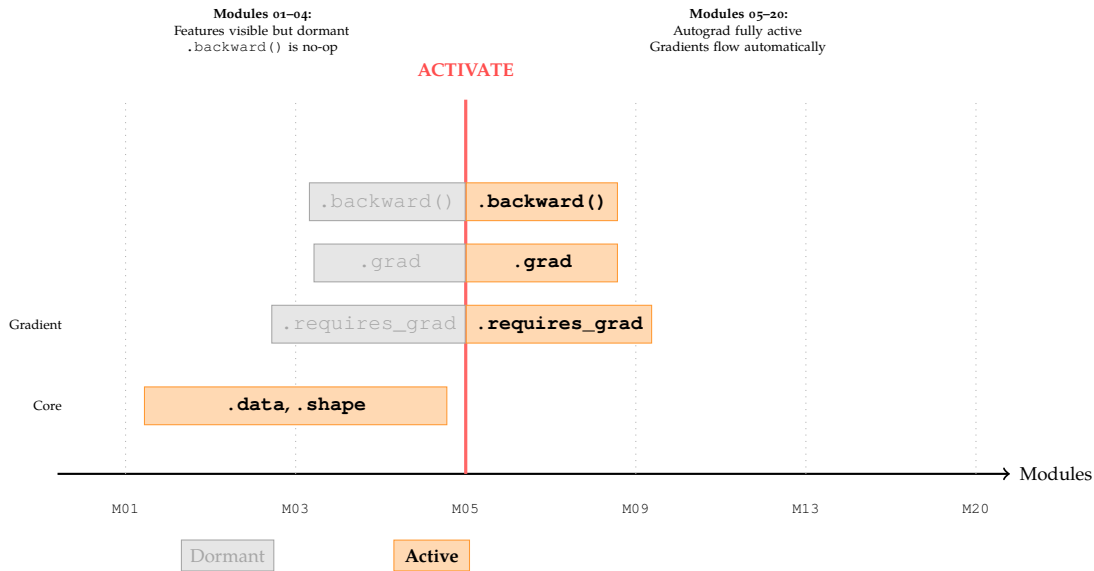 Modules 01–04:
Features visible but dormant
.backward() is no-op
Modules 05–20:
Autograd fully active
Gradients flow automatically
ACTIVATE
.backward() .backward()
.grad .grad
Gradient .requires_grad .requires_grad
Core .data, .shape
Modules
M01 M03 M05 M09 M13 M20
Dormant Active